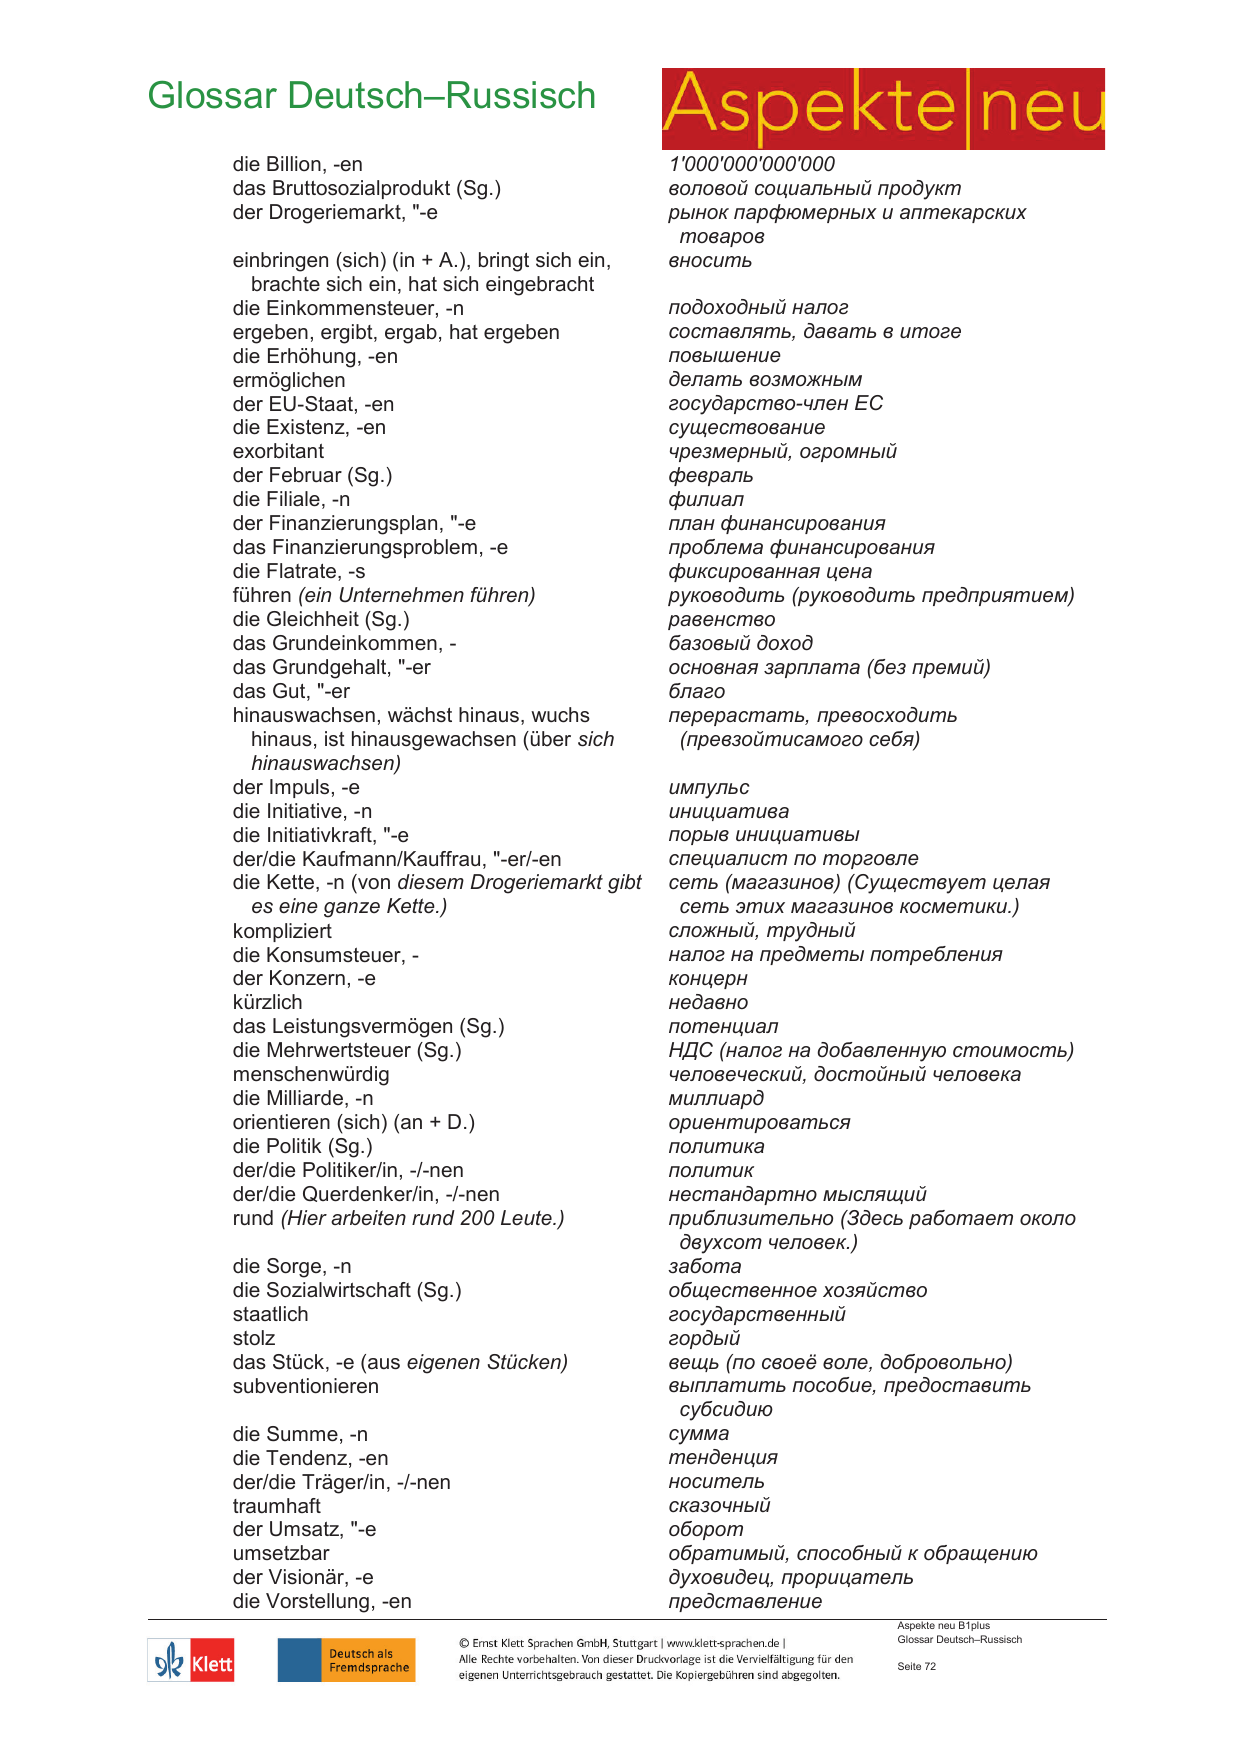 Glossar Deutsch–Russisch
Aspekte|neu
die Billion, -en 1'000'000'000'000
das Bruttosozialprodukt (Sg.) воловой социальный продукт
der Drogeriemarkt, "-e рынок парфюмерных и аптекарских
товаров
einbringen (sich) (in + A.), bringt sich ein, вносить
brachte sich ein, hat sich eingebracht
die Einkommensteuer, -n подоходный налог
ergeben, ergibt, ergab, hat ergeben составлять, давать в итоге
die Erhöhung, -en повышение
ermöglichen делать возможным
der EU-Staat, -en государство-член ЕС
die Existenz, -en существование
exorbitant чрезмерный, огромный
der Februar (Sg.) февраль
die Filiale, -n филиал
der Finanzierungsplan, "-e план финансирования
das Finanzierungsproblem, -e проблема финансирования
die Flatrate, -s фиксированная цена
führen (ein Unternehmen führen) руководить (руководить предприятием)
die Gleichheit (Sg.) равенство
das Grundeinkommen, - базовый доход
das Grundgehalt, "-er основная зарплата (без премий)
das Gut, "-er благо
hinauswachsen, wächst hinaus, wuchs перерастать, превосходить
hinaus, ist hinausgewachsen (über sich (превзойтисамого себя)
hinauswachsen)
der Impuls, -e импульс
die Initiative, -n инициатива
die Initiativkraft, "-e порыв инициативы
der/die Kaufmann/Kauffrau, "-er/-en специалист по торговле
die Kette, -n (von diesem Drogeriemarkt gibt сеть (магазинов) (Существует целая
es eine ganze Kette.) сеть этих магазинов косметики.)
kompliziert сложный, трудный
die Konsumsteuer, - налог на предметы потребления
der Konzern, -e концерн
kürzlich недавно
das Leistungsvermögen (Sg.) потенциал
die Mehrwertsteuer (Sg.) НДС (налог на добавленную стоимость)
menschenwürdig человеческий, достойный человека
die Milliarde, -n миллиард
orientieren (sich) (an + D.) ориентироваться
die Politik (Sg.) политика
der/die Politiker/in, -/-nen политик
der/die Querdenker/in, -/-nen нестандартно мыслящий
rund (Hier arbeiten rund 200 Leute.) приблизительно (Здесь работает около
двухсот человек.)
die Sorge, -n забота
die Sozialwirtschaft (Sg.) общественное хозяйство
staatlich государственный
stolz гордый
das Stück, -e (aus eigenen Stücken) вещь (по своеё воле, добровольно)
subventionieren выплатить пособие, предоставить
субсидию
die Summe, -n сумма
die Tendenz, -en тенденция
der/die Träger/in, -/-nen носитель
traumhaft сказочный
der Umsatz, "-e оборот
umsetzbar обратимый, способный к обращению
der Visionär, -e духовидец, прорицатель
die Vorstellung, -en представление
Klett
Deutsch als
Fremdsprache
© Ernst Klett Sprachen GmbH, Stuttgart | www.klett-sprachen.de |
Alle Rechte vorbehalten. Von dieser Druckvorlage ist die Vervielfältigung für den
eigenen Unterrichtsgebrauch gestattet. Die Kopiergebühren sind abgegolten.
Aspekte neu B1plus
Glossar Deutsch–Russisch
Seite 72